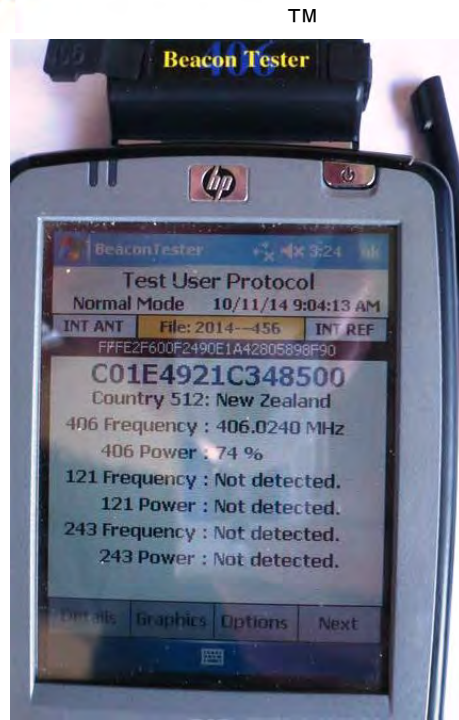 TM
406
Beacon Tester
hp
BeaconTester 3:24 ok
Test User Protocol
Normal Mode 10/11/14 9:04:13 AM
INT ANT File: 2014---456 INT REF
FFFE2F600F2490E1A42805898F90
C01E4921C348500
Country 512: New Zealand
406 Frequency : 406.0240 MHz
406 Power : 74 %
121 Frequency : Not detected.
121 Power : Not detected.
243 Frequency : Not detected.
243 Power : Not detected.
Details Graphics Options Next